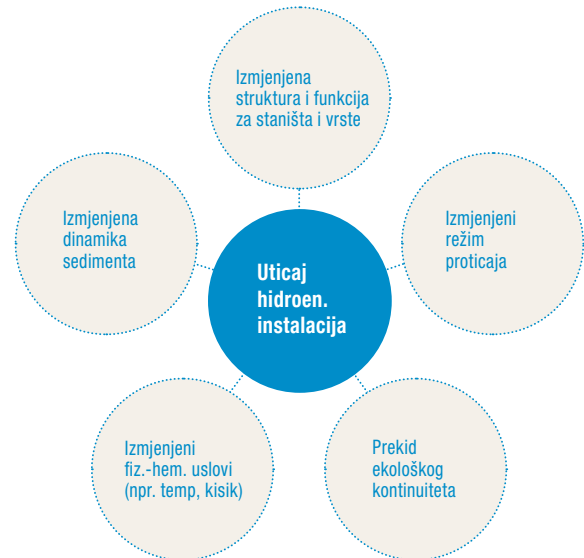 Izmjenjena
struktura i funkcija
za staništa i vrste
Izmjenjena
dinamika
sedimenta
Izmjenjeni
režim
proticaja
Uticaj
hidroen.
instalacija
Izmjenjeni
fiz.-hem. uslovi
(npr. temp, kisik)
Prekid
ekološkog
kontinuiteta